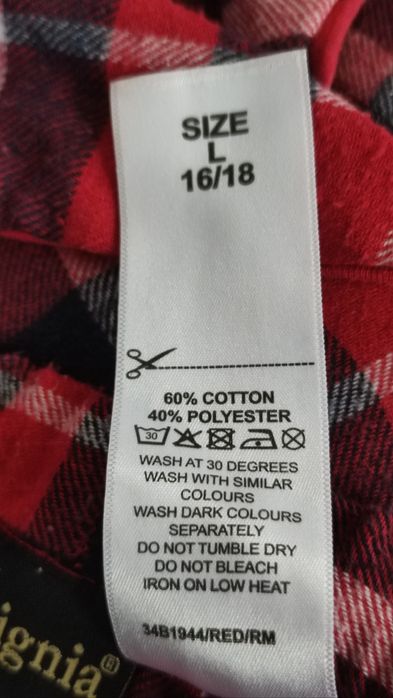 SIZE
L
16/18
60% COTTON
40% POLYESTER
30
WASH AT 30 DEGREES
WASH WITH SIMILAR
COLOURS
WASH DARK COLOURS
SEPARATELY
DO NOT TUMBLE DRY
DO NOT BLEACH
IRON ON LOW HEAT
34B1944/RED/RM
ignia®